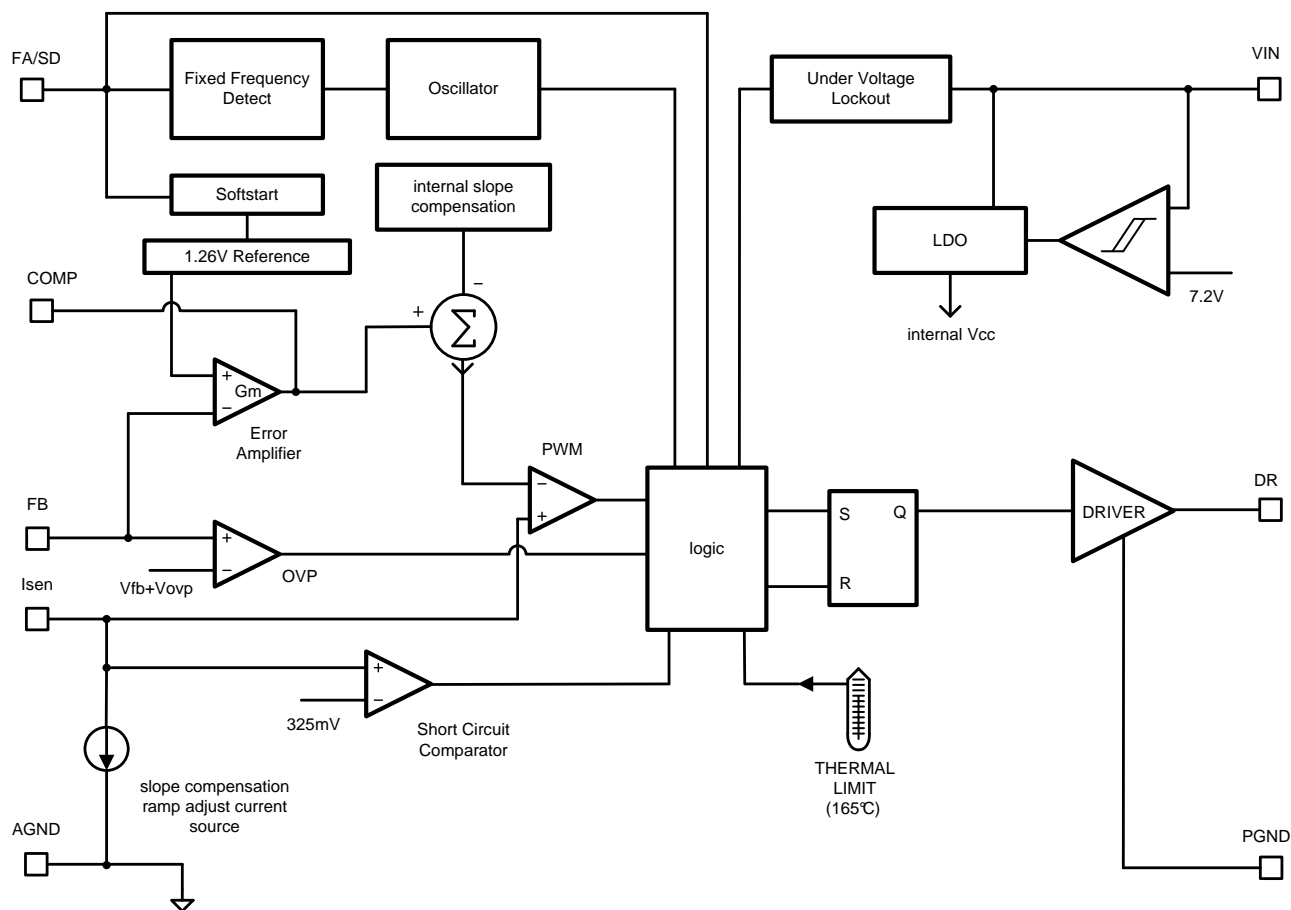 FA/SD
Fixed Frequency
Detect
Oscillator
Under Voltage
Lockout
VIN
Softstart
internal slope
compensation
1.26V Reference
LDO
COMP
−
+
Σ
7.2V
internal Vcc
+
Gm
−
Error
Amplifier
PWM
−
+
FB
+
−
OVP
Vfb+Vovp
logic
S
Q
R
DRIVER
DR
Isen
+
−
325mV
Short Circuit
Comparator
THERMAL
LIMIT
(165°C)
slope compensation
ramp adjust current
source
AGND
PGND